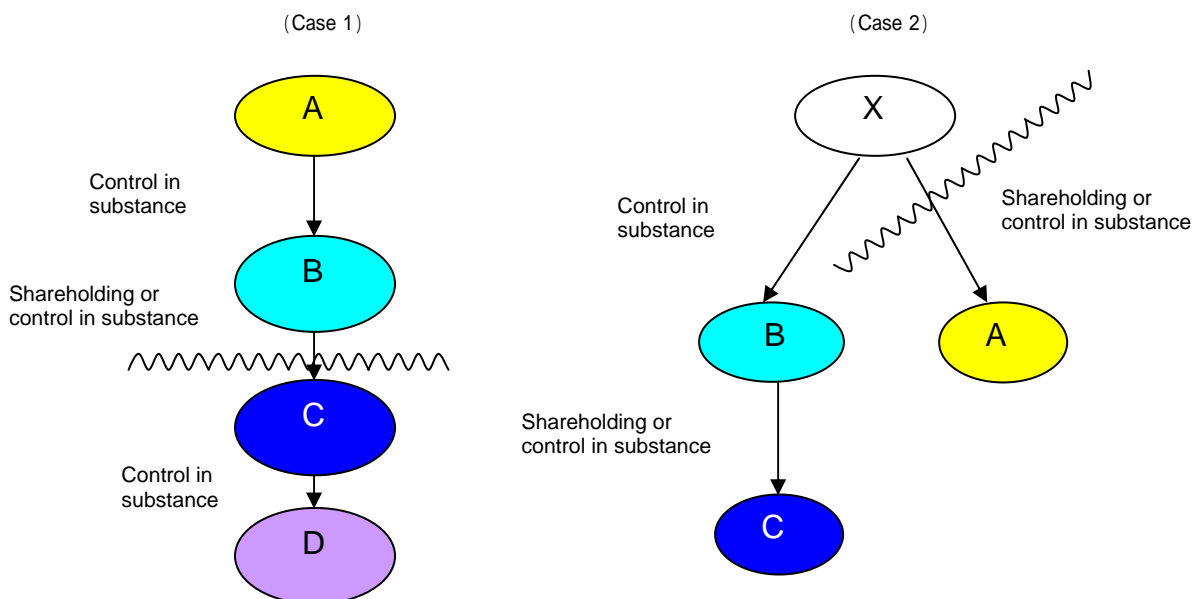 (Case 1)
A
Control in
substance
B
Shareholding or
control in substance
C
Control in
substance
D
(Case 2)
X
Control in
substance
Shareholding or
control in substance
B
A
Shareholding or
control in substance
C